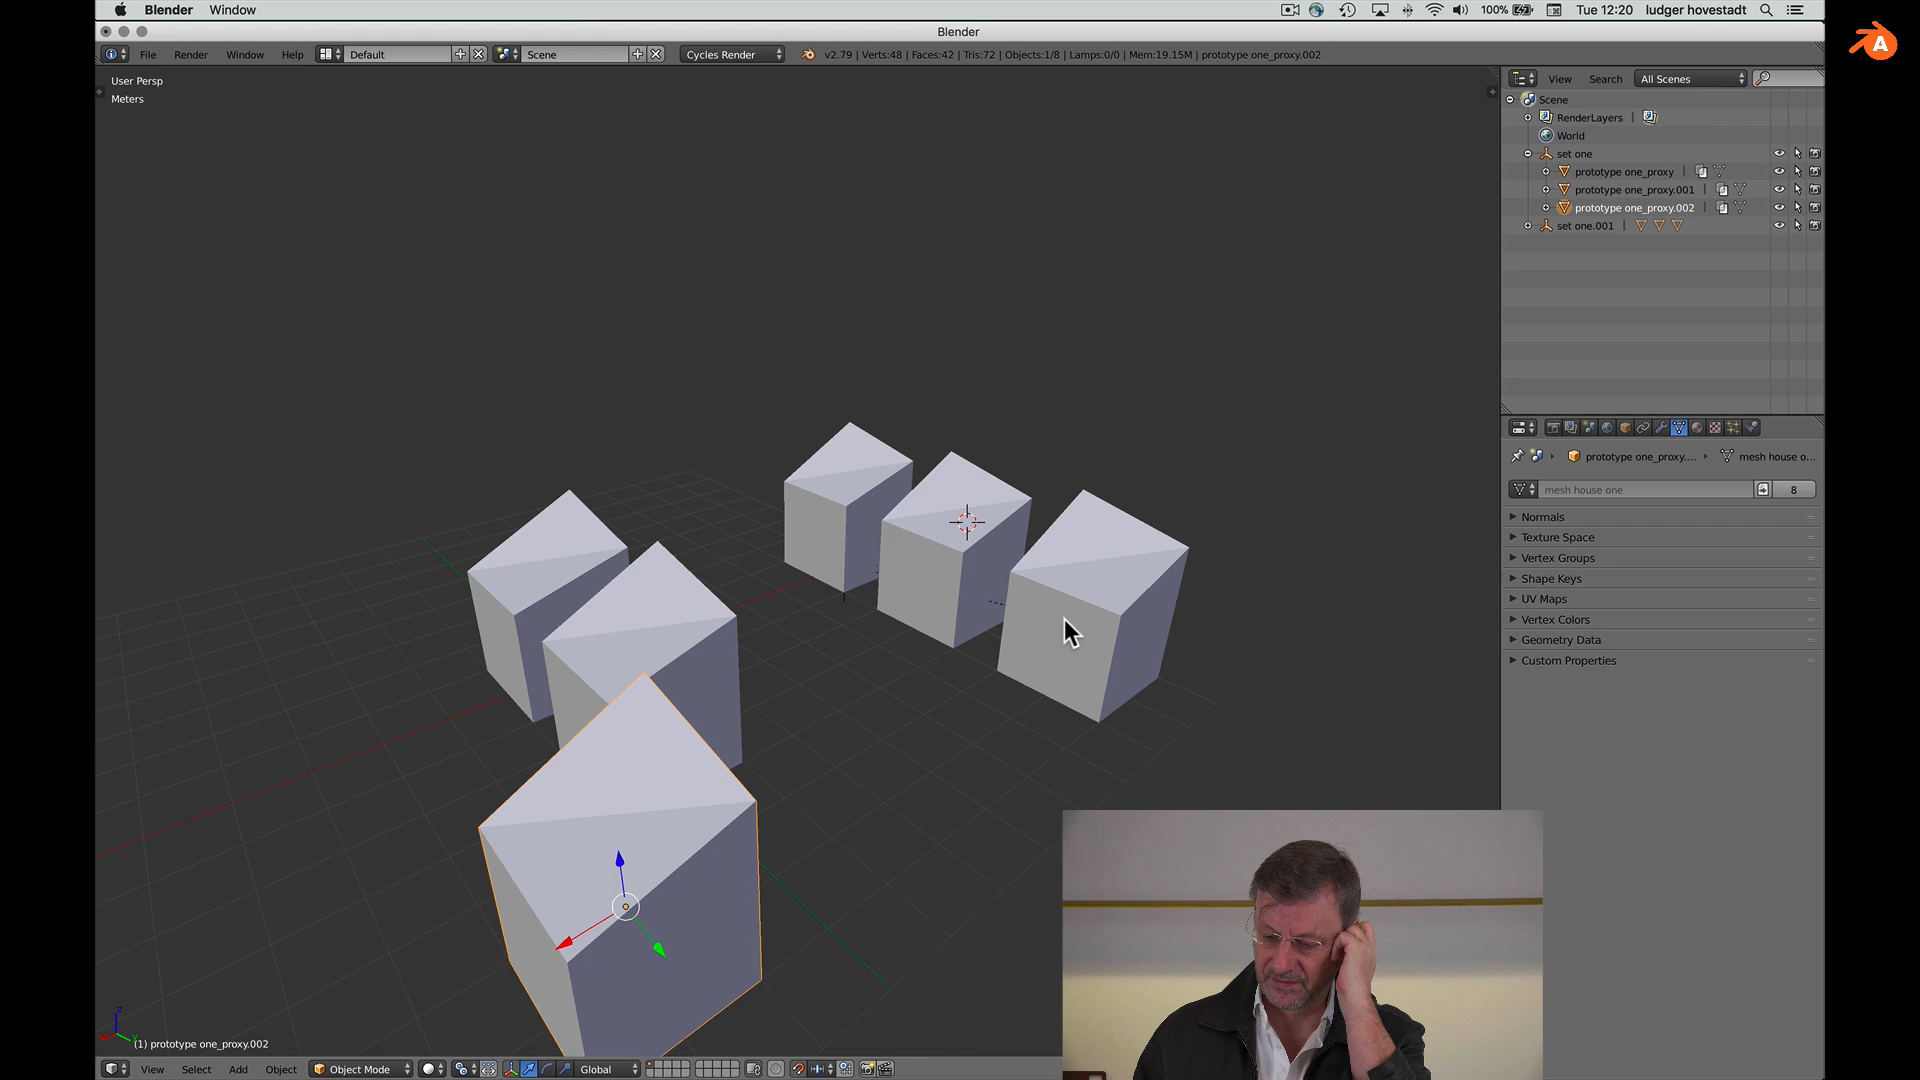 Blender Window 100% Tue 12:20 ludger hovestadt
Blender
File Render Window Help Default Scene Cycles Render v2.79 | Verts:48 | Faces:42 | Tris:72 | Objects:1/8 | Lamps:0/0 | Mem:19.15M | prototype one_proxy.002
User Persp
Meters
View Search All Scenes
Scene
RenderLayers
World
set one
prototype one_proxy
prototype one_proxy.001
prototype one_proxy.002
set one.001
prototype one_proxy.... mesh house o...
mesh house one 8
Normals
Texture Space
Vertex Groups
Shape Keys
UV Maps
Vertex Colors
Geometry Data
Custom Properties
(1) prototype one_proxy.002
View Select Add Object Object Mode Global
A